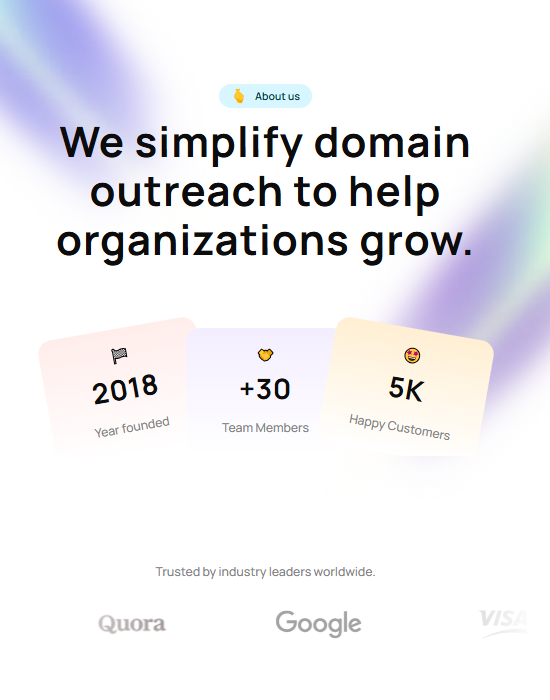 About us
We simplify domain
outreach to help
organizations grow.
2018
Year founded
+30
Team Members
5K
Happy Customers
Trusted by industry leaders worldwide.
Quora
Google
VISA